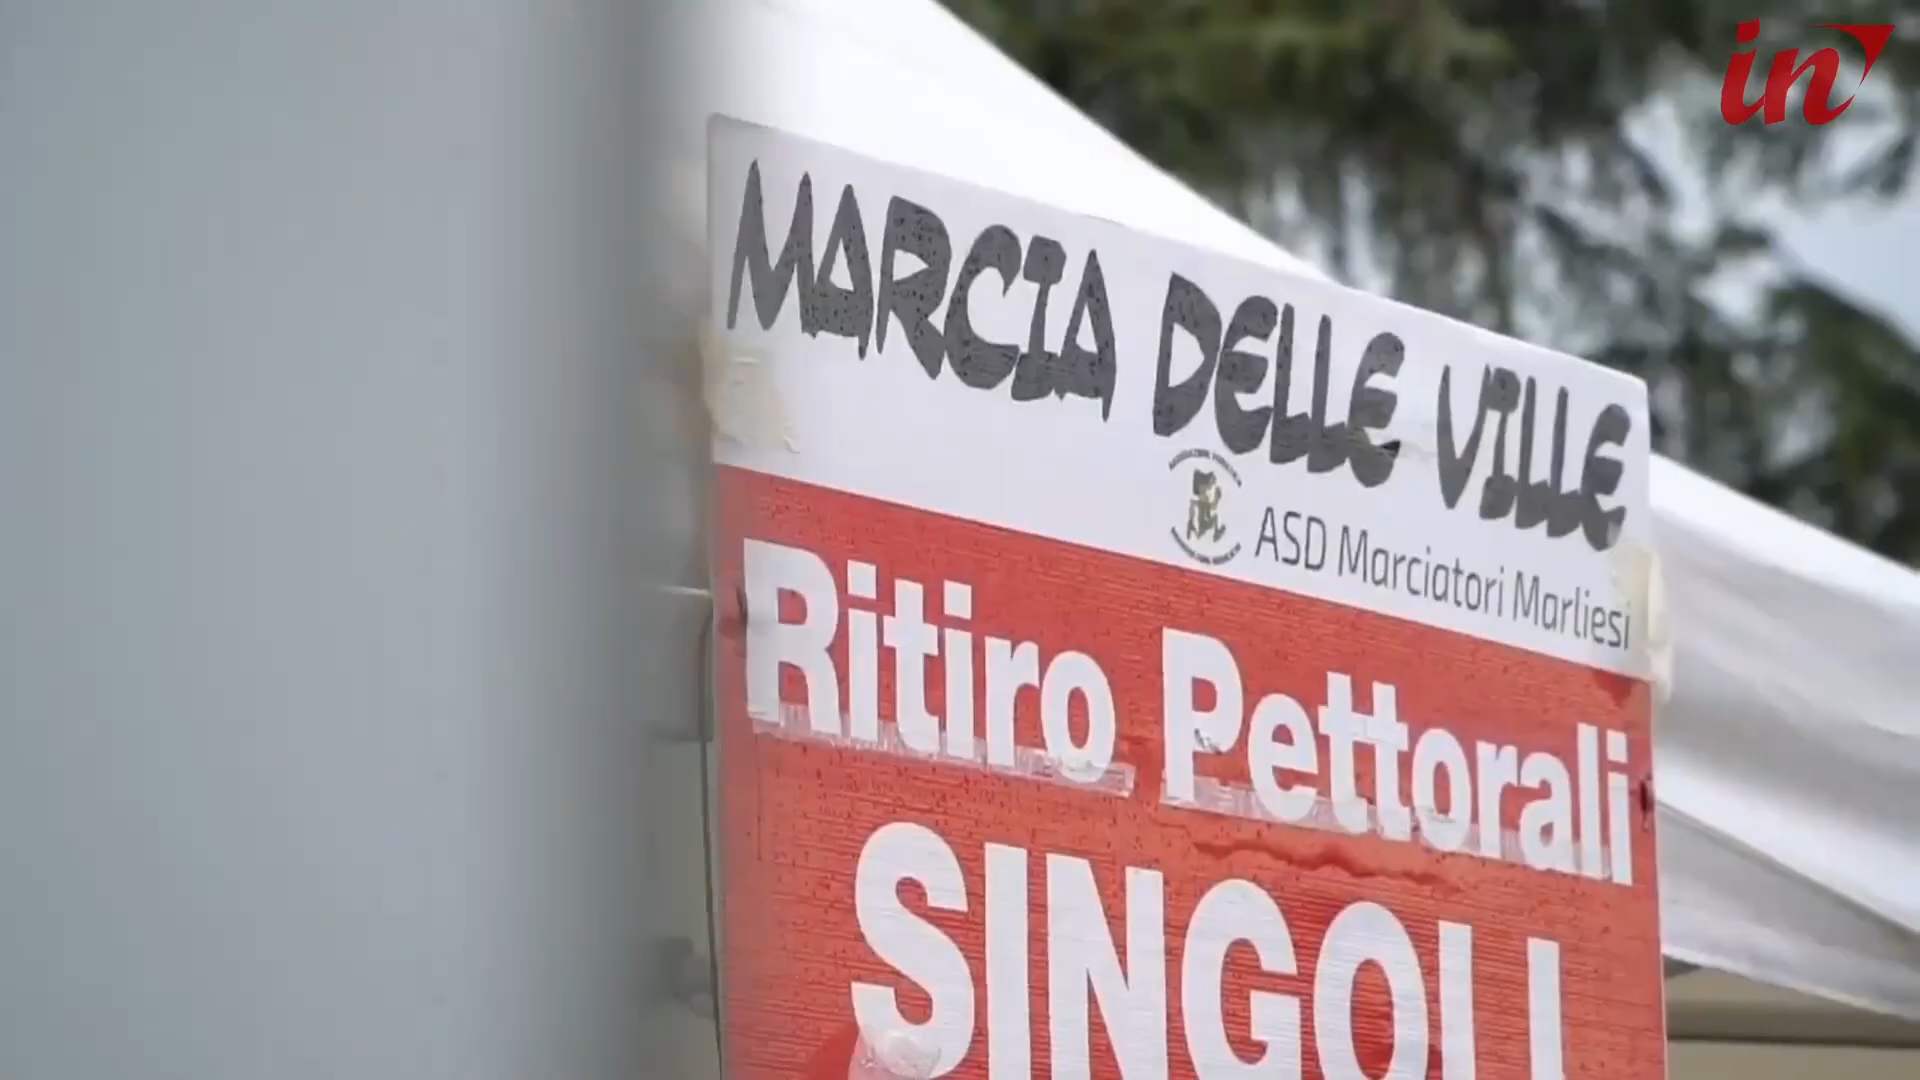 in
MARCIA DELLE VILLE
ASD Marciatori Marliesi
Ritiro Pettorali
SINGOLI